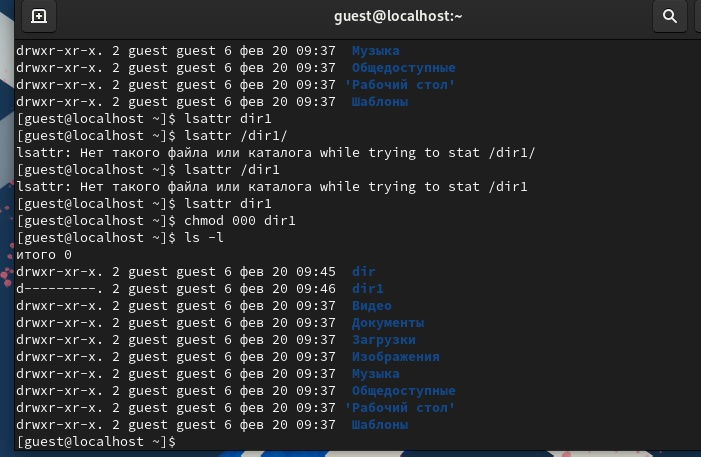 guest@localhost:~
drwxr-xr-x. 2 guest guest 6 фев 20 09:37  Музыка
drwxr-xr-x. 2 guest guest 6 фев 20 09:37  Общедоступные
drwxr-xr-x. 2 guest guest 6 фев 20 09:37 'Рабочий стол'
drwxr-xr-x. 2 guest guest 6 фев 20 09:37  Шаблоны
[guest@localhost ~]$ lsattr dir1
[guest@localhost ~]$ lsattr /dir1/
lsattr: Нет такого файла или каталога while trying to stat /dir1/
[guest@localhost ~]$ lsattr /dir1
lsattr: Нет такого файла или каталога while trying to stat /dir1
[guest@localhost ~]$ lsattr dir1
[guest@localhost ~]$ chmod 000 dir1
[guest@localhost ~]$ ls -l
итого 0
drwxr-xr-x. 2 guest guest 6 фев 20 09:45  dir
d---------. 2 guest guest 6 фев 20 09:46  dir1
drwxr-xr-x. 2 guest guest 6 фев 20 09:37  Видео
drwxr-xr-x. 2 guest guest 6 фев 20 09:37  Документы
drwxr-xr-x. 2 guest guest 6 фев 20 09:37  Загрузки
drwxr-xr-x. 2 guest guest 6 фев 20 09:37  Изображения
drwxr-xr-x. 2 guest guest 6 фев 20 09:37  Музыка
drwxr-xr-x. 2 guest guest 6 фев 20 09:37  Общедоступные
drwxr-xr-x. 2 guest guest 6 фев 20 09:37 'Рабочий стол'
drwxr-xr-x. 2 guest guest 6 фев 20 09:37  Шаблоны
[guest@localhost ~]$